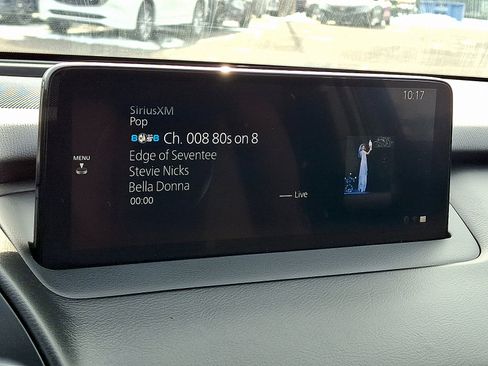 10:17
SiriusXM
Pop
Ch. 008 80s on 8
MENU
Edge of Seventee
Stevie Nicks
Bella Donna
00:00
Live